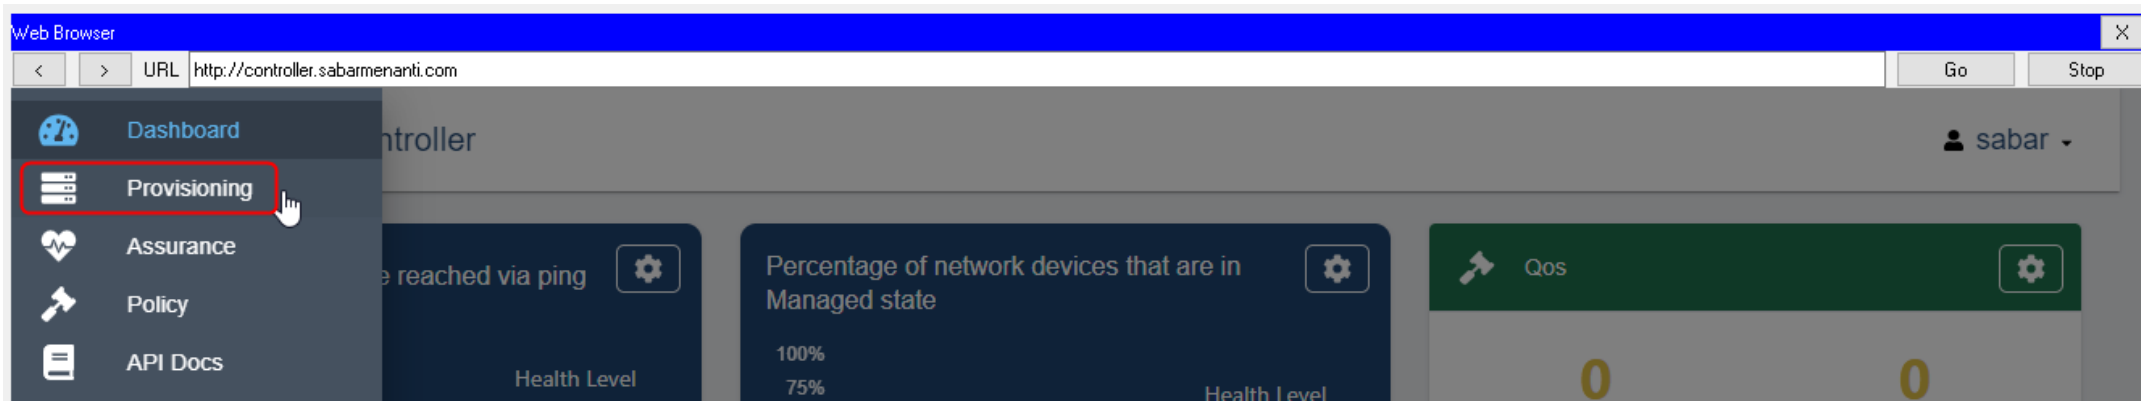 Web Browser X
< > URL http://controller.sabarmenanti.com Go Stop
Dashboard
Provisioning
Assurance
Policy
API Docs
ntroller
sabar
e reached via ping
Health Level
Percentage of network devices that are in
Managed state
100%
75%
Health Level
Qos
0 0